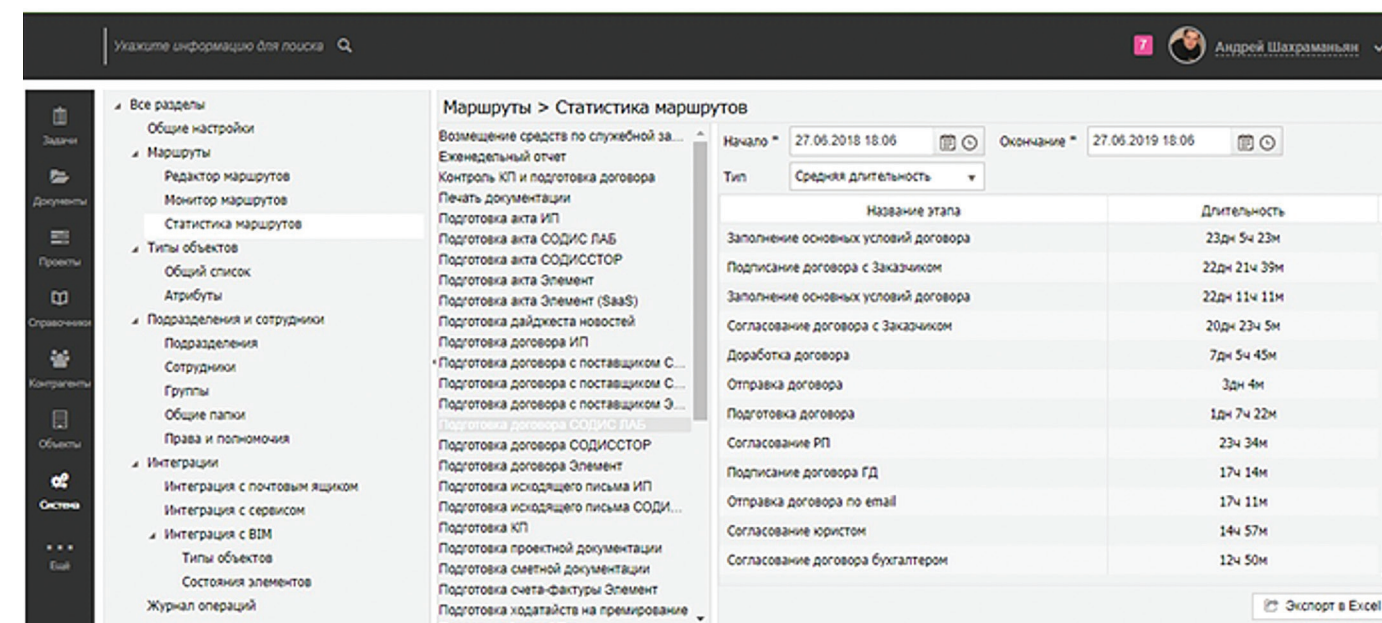 Укажите информацию для поиска
7
Андрей Шахраманьян
Задачи
Документы
Проекты
Справочники
Контрагенты
Объекты
Система
Ещё
Все разделы
Общие настройки
Маршруты
Редактор маршрутов
Монитор маршрутов
Статистика маршрутов
Типы объектов
Общий список
Атрибуты
Подразделения и сотрудники
Подразделения
Сотрудники
Группы
Общие папки
Права и полномочия
Интеграции
Интеграция с почтовым ящиком
Интеграция с сервисом
Интеграция с BIM
Типы объектов
Состояния элементов
Журнал операций
Маршруты > Статистика маршрутов
Возмещение средств по служебной за...
Еженедельный отчет
Контроль КП и подготовка договора
Печать документации
Подготовка акта ИП
Подготовка акта СОДИС ЛАБ
Подготовка акта СОДИССТОР
Подготовка акта Элемент
Подготовка акта Элемент (SaaS)
Подготовка дайджеста новостей
Подготовка договора ИП
Подготовка договора с поставщиком С...
Подготовка договора с поставщиком С...
Подготовка договора с поставщиком Э...
Подготовка договора СОДИС ЛАБ
Подготовка договора СОДИССТОР
Подготовка договора Элемент
Подготовка исходящего письма ИП
Подготовка исходящего письма СОДИ...
Подготовка КП
Подготовка проектной документации
Подготовка сметной документации
Подготовка счета-фактуры Элемент
Подготовка ходатайств на премирование
Начало * 27.06.2018 18:06 Окончание * 27.06.2019 18:06
Тип Средняя длительность
Название этапа Длительность
Заполнение основных условий договора 23дн 5ч 23м
Подписание договора с Заказчиком 22дн 21ч 39м
Заполнение основных условий договора 22дн 11ч 11м
Согласование договора с Заказчиком 20дн 23ч 5м
Доработка договора 7дн 5ч 45м
Отправка договора 3дн 4м
Подготовка договора 1дн 7ч 22м
Согласование РП 23ч 34м
Подписание договора ГД 17ч 14м
Отправка договора по email 17ч 11м
Согласование юристом 14ч 57м
Согласование договора бухгалтером 12ч 50м
Экспорт в Excel